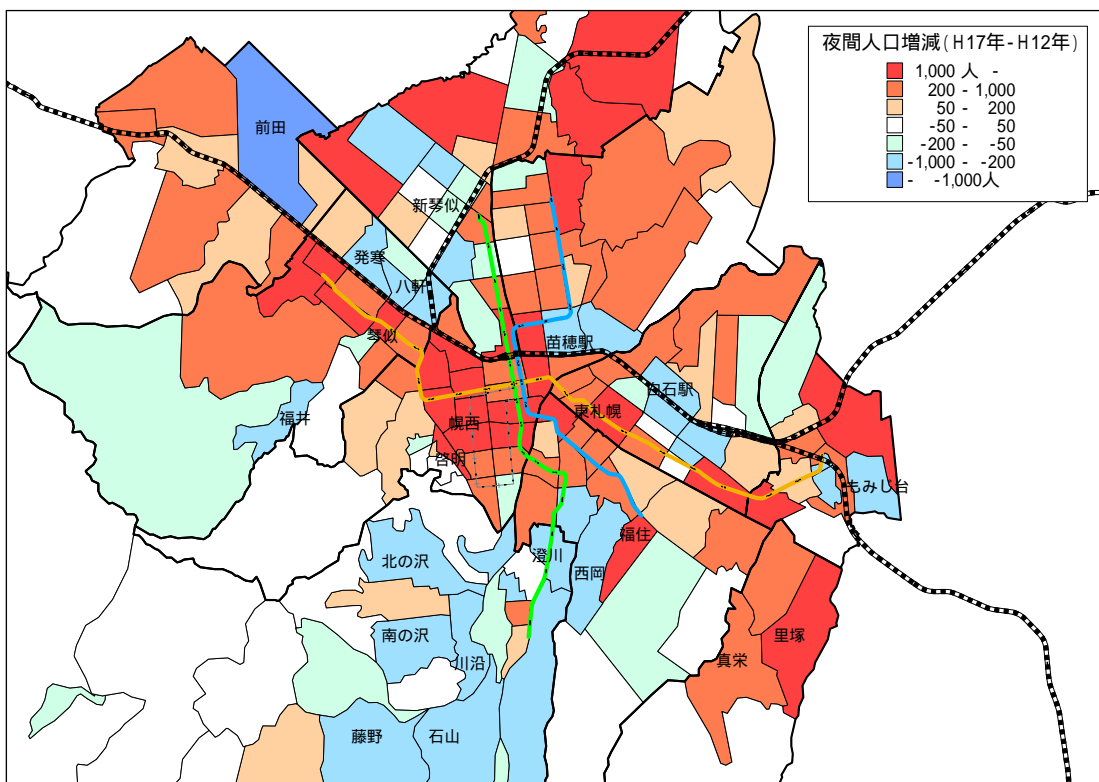 夜間人口増減(H17年-H12年)
1,000 人 -
200 - 1,000
50 - 200
-50 - 50
-200 - -50
-1,000 - -200
- -1,000人
前田
新琴似
発寒
八軒
苗穂駅
琴似
白石駅
東札幌
福井
幌西
啓明
もみじ台
福住
澄川
北の沢
西岡
南の沢
里塚
川沿
真栄
藤野
石山